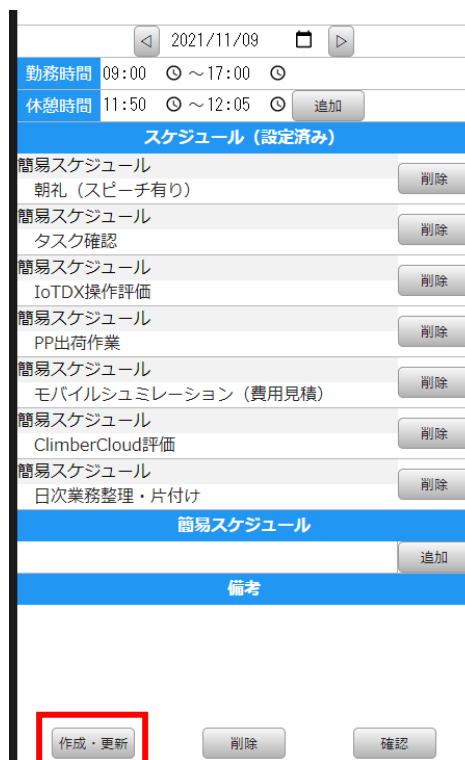 2021/11/09
勤務時間 09:00 ～17:00
休憩時間 11:50 ～12:05 追加
スケジュール（設定済み）
簡易スケジュール
朝礼（スピーチ有り） 削除
簡易スケジュール
タスク確認 削除
簡易スケジュール
IoTDX操作評価 削除
簡易スケジュール
PP出荷作業 削除
簡易スケジュール
モバイルシュミレーション（費用見積） 削除
簡易スケジュール
ClimberCloud評価 削除
簡易スケジュール
日次業務整理・片付け 削除
簡易スケジュール
追加
備考
作成・更新 削除 確認